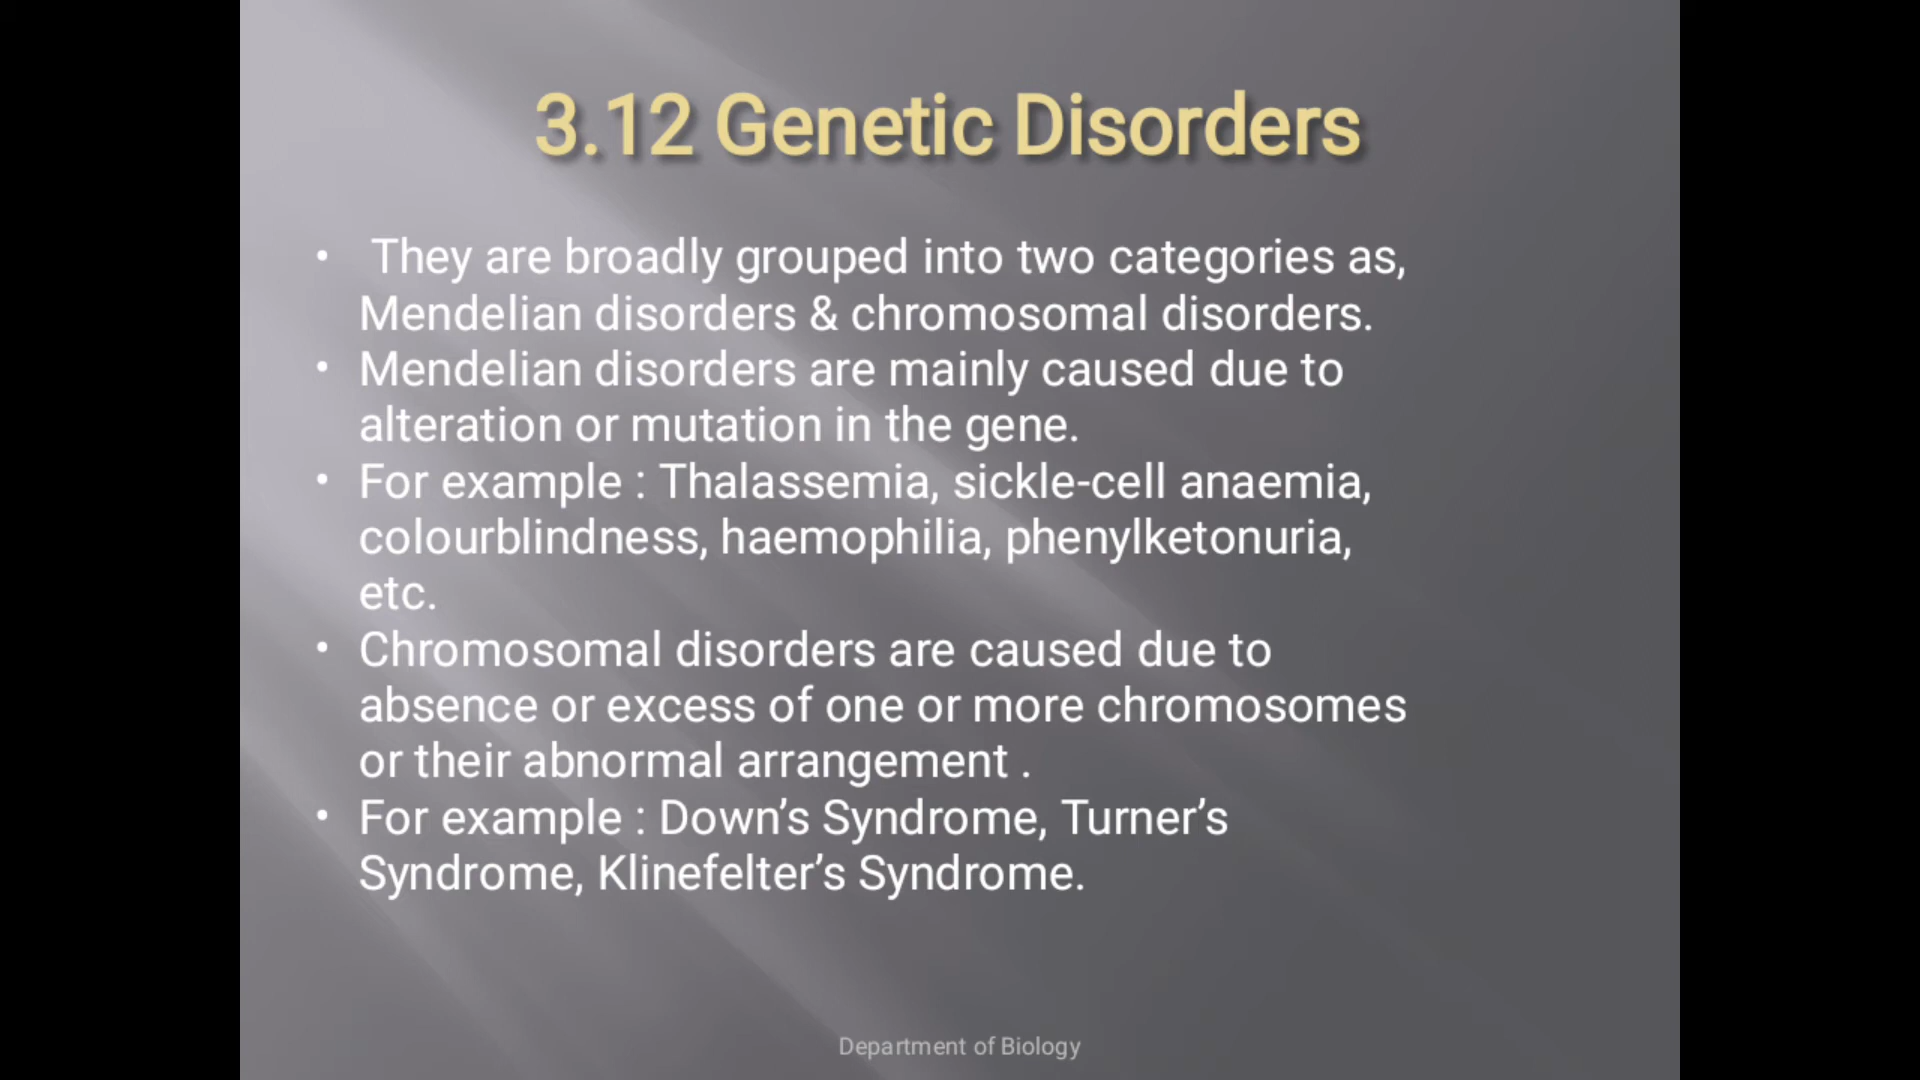 3.12 Genetic Disorders
• They are broadly grouped into two categories as,
Mendelian disorders & chromosomal disorders.
• Mendelian disorders are mainly caused due to
alteration or mutation in the gene.
• For example : Thalassemia, sickle-cell anaemia,
colourblindness, haemophilia, phenylketonuria,
etc.
• Chromosomal disorders are caused due to
absence or excess of one or more chromosomes
or their abnormal arrangement .
• For example : Down’s Syndrome, Turner’s
Syndrome, Klinefelter’s Syndrome.
Department of Biology